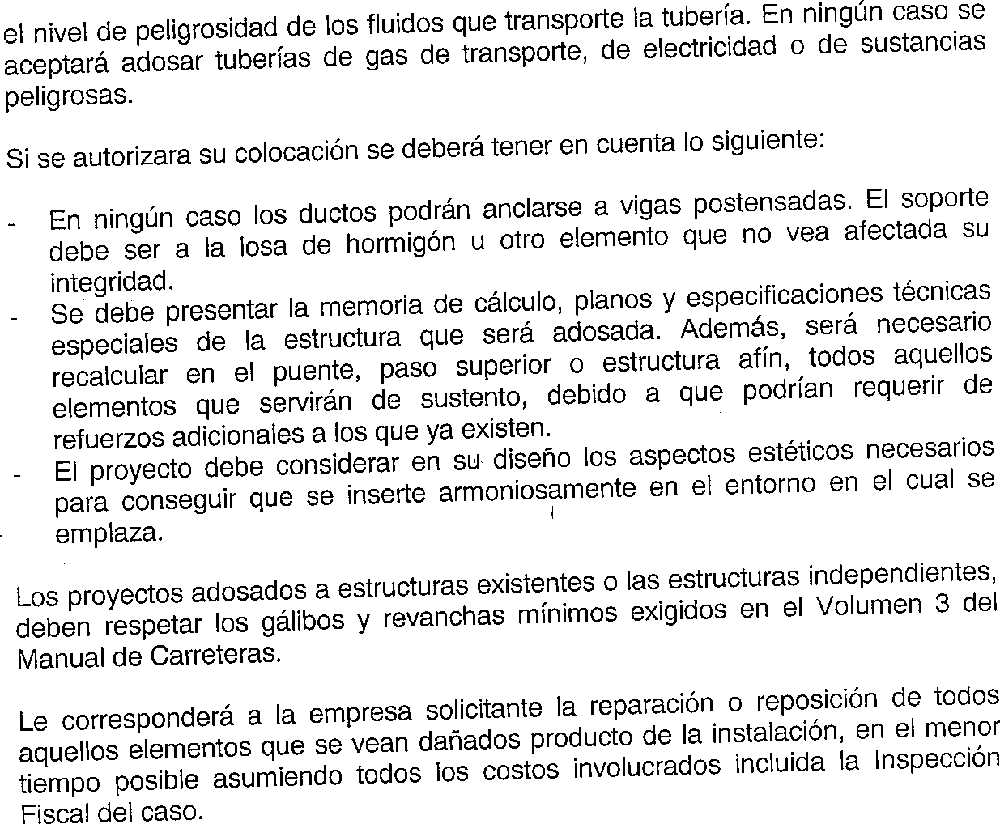 el nivel de peligrosidad de los fluidos que transporte la tubería. En ningún caso se
aceptará adosar tuberías de gas de transporte, de electricidad o de sustancias
peligrosas.
Si se autorizara su colocación se deberá tener en cuenta lo siguiente:
- En ningún caso los ductos podrán anclarse a vigas postensadas. El soporte
debe ser a la losa de hormigón u otro elemento que no vea afectada su
integridad.
- Se debe presentar la memoria de cálculo, planos y especificaciones técnicas
especiales de la estructura que será adosada. Además, será necesario
recalcular en el puente, paso superior o estructura afín, todos aquellos
elementos que servirán de sustento, debido a que podrían requerir de
refuerzos adicionales a los que ya existen.
- El proyecto debe considerar en su diseño los aspectos estéticos necesarios
para conseguir que se inserte armoniosamente en el entorno en el cual se
emplaza.
Los proyectos adosados a estructuras existentes o las estructuras independientes,
deben respetar los gálibos y revanchas mínimos exigidos en el Volumen 3 del
Manual de Carreteras.
Le corresponderá a la empresa solicitante la reparación o reposición de todos
aquellos elementos que se vean dañados producto de la instalación, en el menor
tiempo posible asumiendo todos los costos involucrados incluida la Inspección
Fiscal del caso.